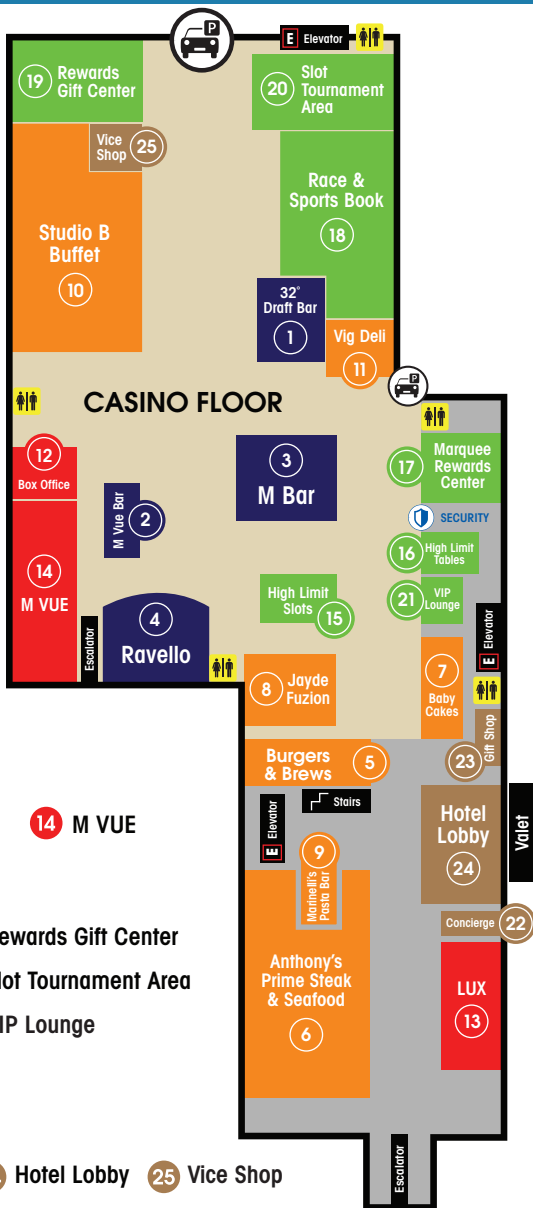 P
E Elevator
19 Rewards
Gift Center
20 Slot
Tournament
Area
Vice
Shop 25
Race &
Sports Book
18
Studio B
Buffet
10
32°
Draft Bar
1
Vig Deli
11
P
CASINO FLOOR
12
Box Office
3
M Bar
17 Marquee
Rewards
Center
SECURITY
M Vue Bar 2
16 High Limit
Tables
14
M VUE
High Limit
Slots 15
21 VIP
Lounge
4
Ravello
Escalator
E Elevator
8 Jayde
Fuzion
7
Baby
Cakes
Gift Shop
23
Burgers
& Brews 5
Stairs
E Elevator
Hotel
Lobby
24
Valet
14 M VUE
9
Marinelli's
Pasta Bar
Concierge 22
ewards Gift Center
lot Tournament Area
IP Lounge
Anthony's
Prime Steak
& Seafood
6
LUX
13
Escalator
Hotel Lobby 25 Vice Shop